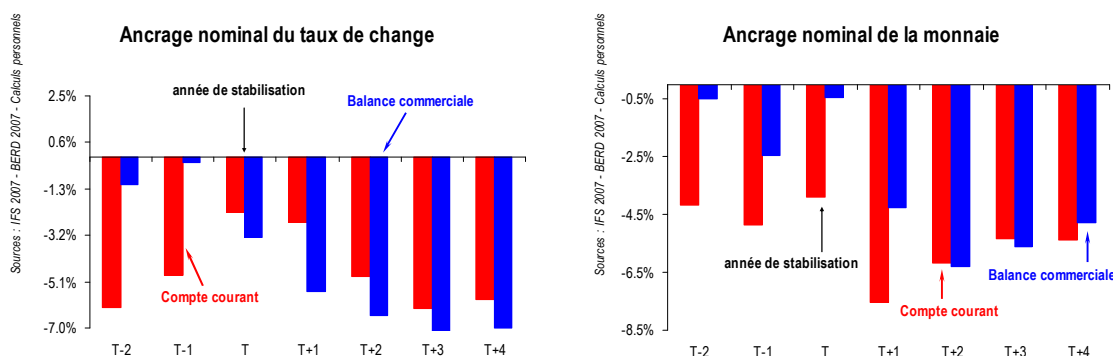 Ancrage nominal du taux de change
Sources : IFS 2007 - BERD 2007 - Calculs personnels
année de stabilisation
Balance commerciale
2.5%
0.6%
-1.3%
-3.2%
-5.1%
-7.0%
Compte courant
T-2 T-1 T T+1 T+2 T+3 T+4
Ancrage nominal de la monnaie
Sources : IFS 2007 - BERD 2007 - Calculs personnels
-0.5%
-2.5%
-4.5%
-6.5%
-8.5%
année de stabilisation
Balance commerciale
Compte courant
T-2 T-1 T T+1 T+2 T+3 T+4